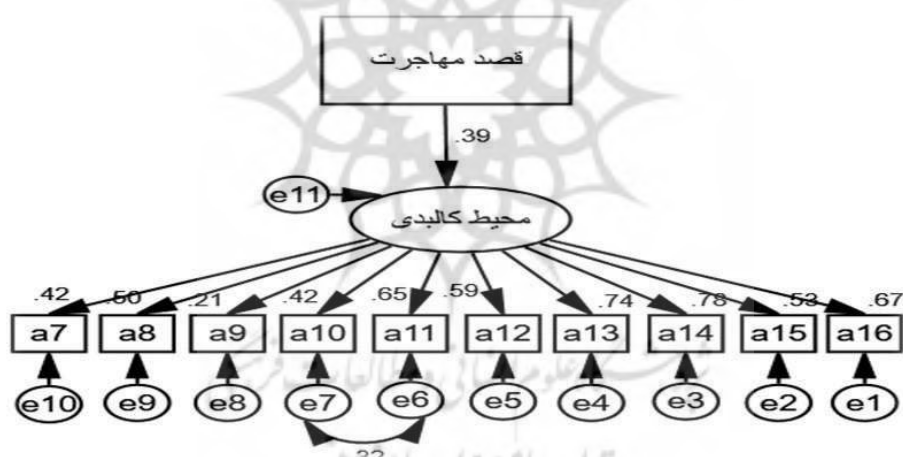 قصد مهاجرت
.39
e11
محیط کالبدی
.42 .50 .21 .42 .65 .59 .74 .78 .53 .67
a7 a8 a9 a10 a11 a12 a13 a14 a15 a16
e10 e9 e8 e7 e6 e5 e4 e3 e2 e1
.32